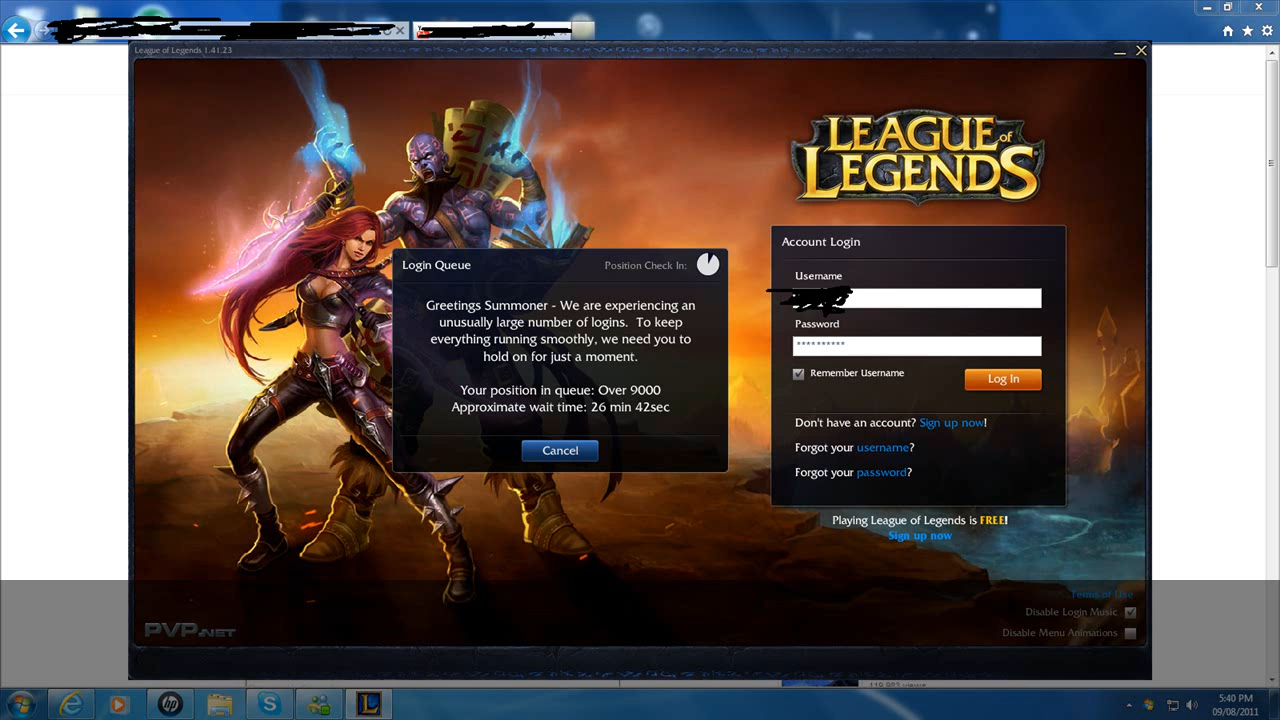 League of Legends 1.41.23
LEAGUE of
LEGENDS
Account Login
Username
Password
**********
Remember Username
Log In
Don't have an account? Sign up now!
Forgot your username?
Forgot your password?
Playing League of Legends is FREE!
Sign up now
Login Queue
Position Check In:
Greetings Summoner - We are experiencing an
unusually large number of logins. To keep
everything running smoothly, we need you to
hold on for just a moment.
Your position in queue: Over 9000
Approximate wait time: 26 min 42sec
Cancel
Terms of Use
Disable Login Music
Disable Menu Animations
PVP.NET
hp
5:40 PM
09/08/2011